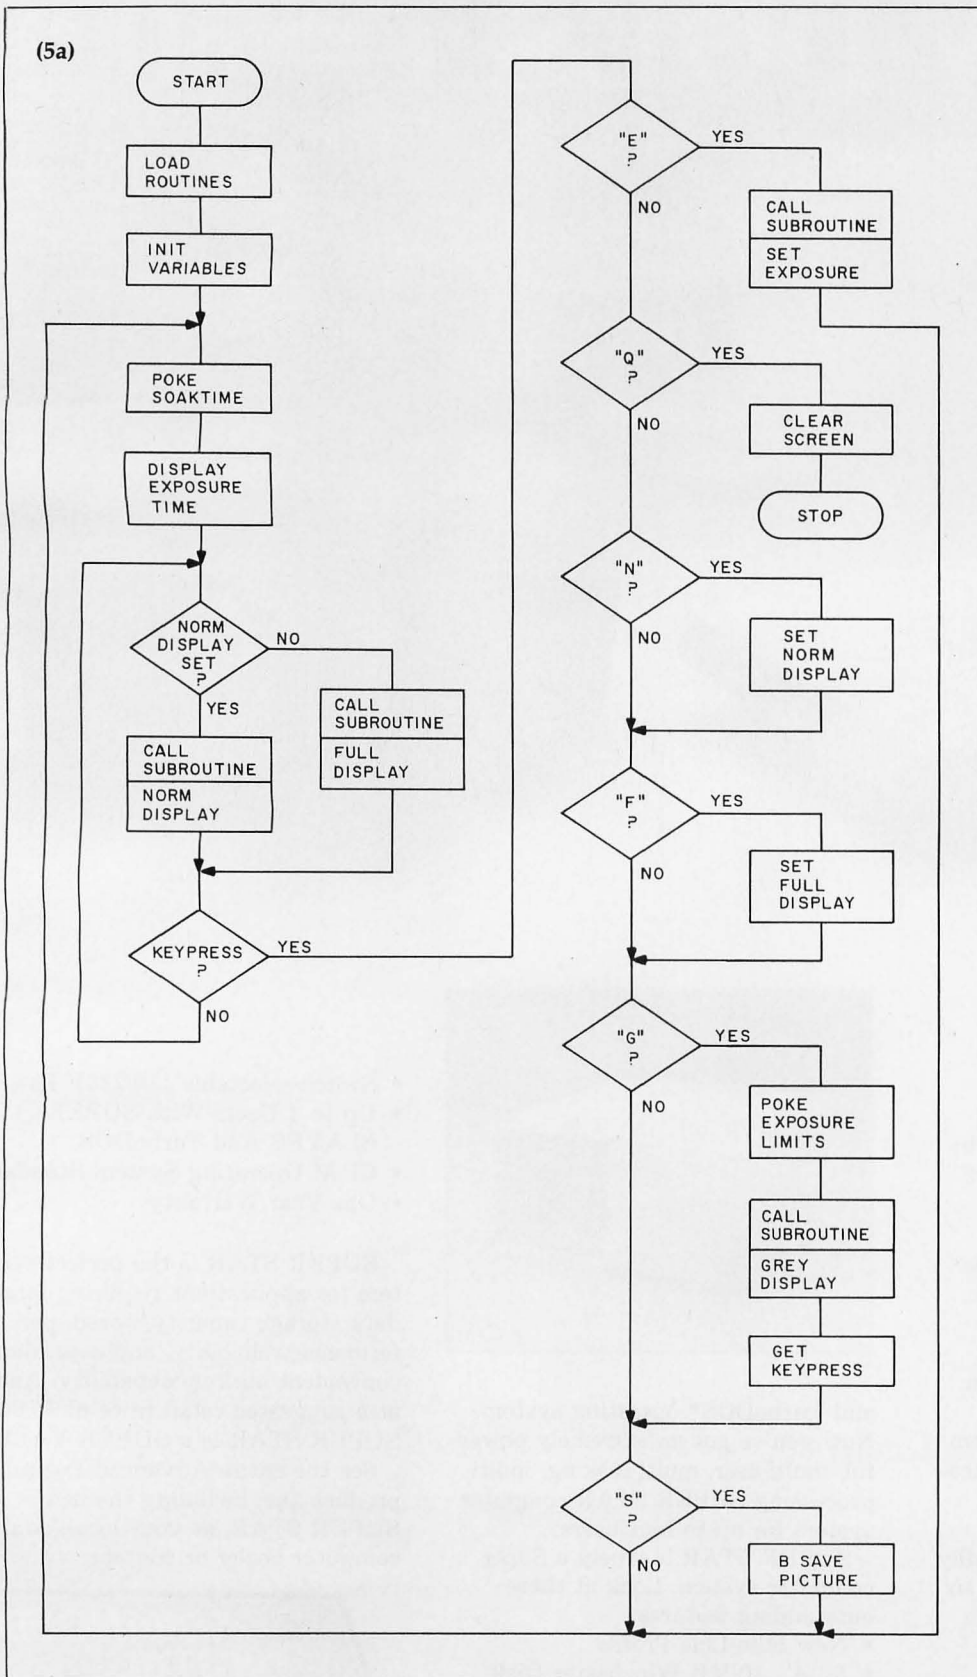 (5a)
START
LOAD
ROUTINES
INIT
VARIABLES
POKE
SOAKTIME
DISPLAY
EXPOSURE
TIME
NORM
DISPLAY
SET
?
NO
YES
CALL
SUBROUTINE
NORM
DISPLAY
CALL
SUBROUTINE
FULL
DISPLAY
KEYPRESS
?
YES
NO
"E"
?
YES
NO
CALL
SUBROUTINE
SET
EXPOSURE
"Q"
?
YES
NO
CLEAR
SCREEN
STOP
"N"
?
YES
NO
SET
NORM
DISPLAY
"F"
?
YES
NO
SET
FULL
DISPLAY
"G"
?
YES
NO
POKE
EXPOSURE
LIMITS
CALL
SUBROUTINE
GREY
DISPLAY
GET
KEYPRESS
"S"
?
YES
NO
B SAVE
PICTURE